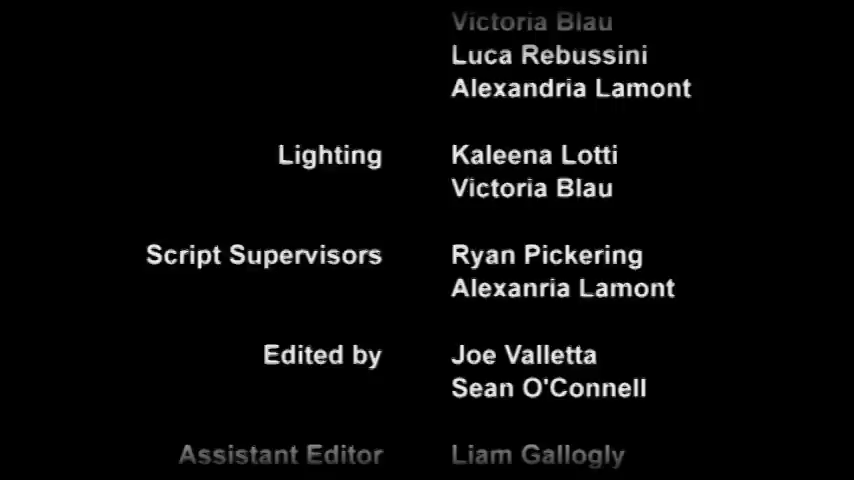 Victoria Blau
Luca Rebussini
Alexandria Lamont
Lighting Kaleena Lotti
Victoria Blau
Script Supervisors Ryan Pickering
Alexanria Lamont
Edited by Joe Valletta
Sean O'Connell
Assistant Editor Liam Gallogly